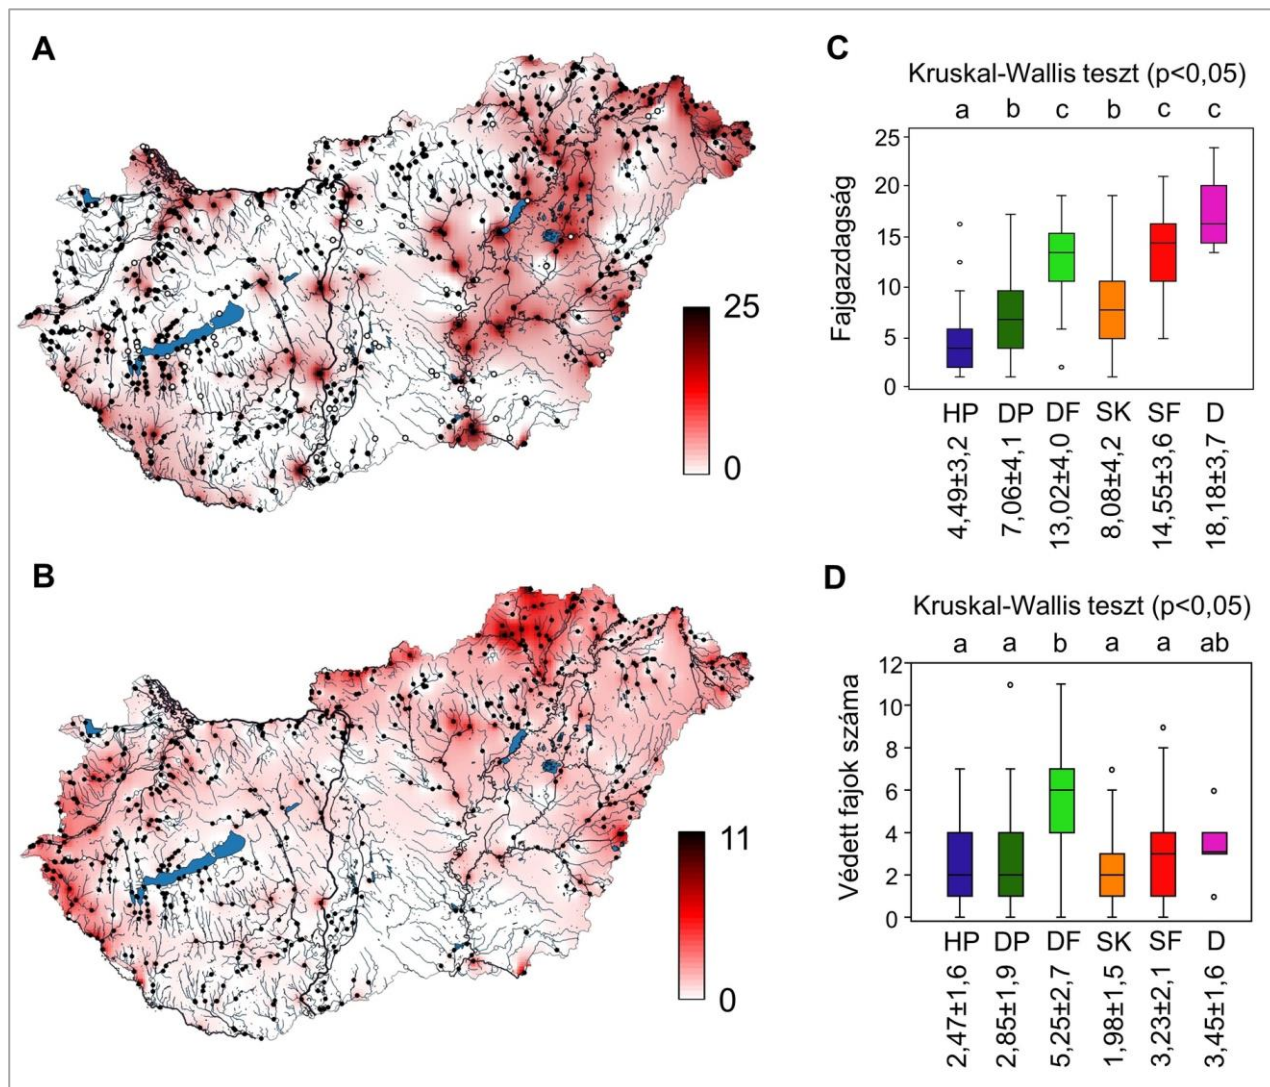 A
25
0
B
11
0
C
Kruskal-Wallis teszt (p<0,05)
a b c b c c
Fajgazdagság
25
20
15
10
5
0
HP DP DF SK SF D
4,49±3,2
7,06±4,1
13,02±4,0
8,08±4,2
14,55±3,6
18,18±3,7
D
Kruskal-Wallis teszt (p<0,05)
a a b a a ab
Védett fajok száma
12
10
8
6
4
2
0
HP DP DF SK SF D
2,47±1,6
2,85±1,9
5,25±2,7
1,98±1,5
3,23±2,1
3,45±1,6